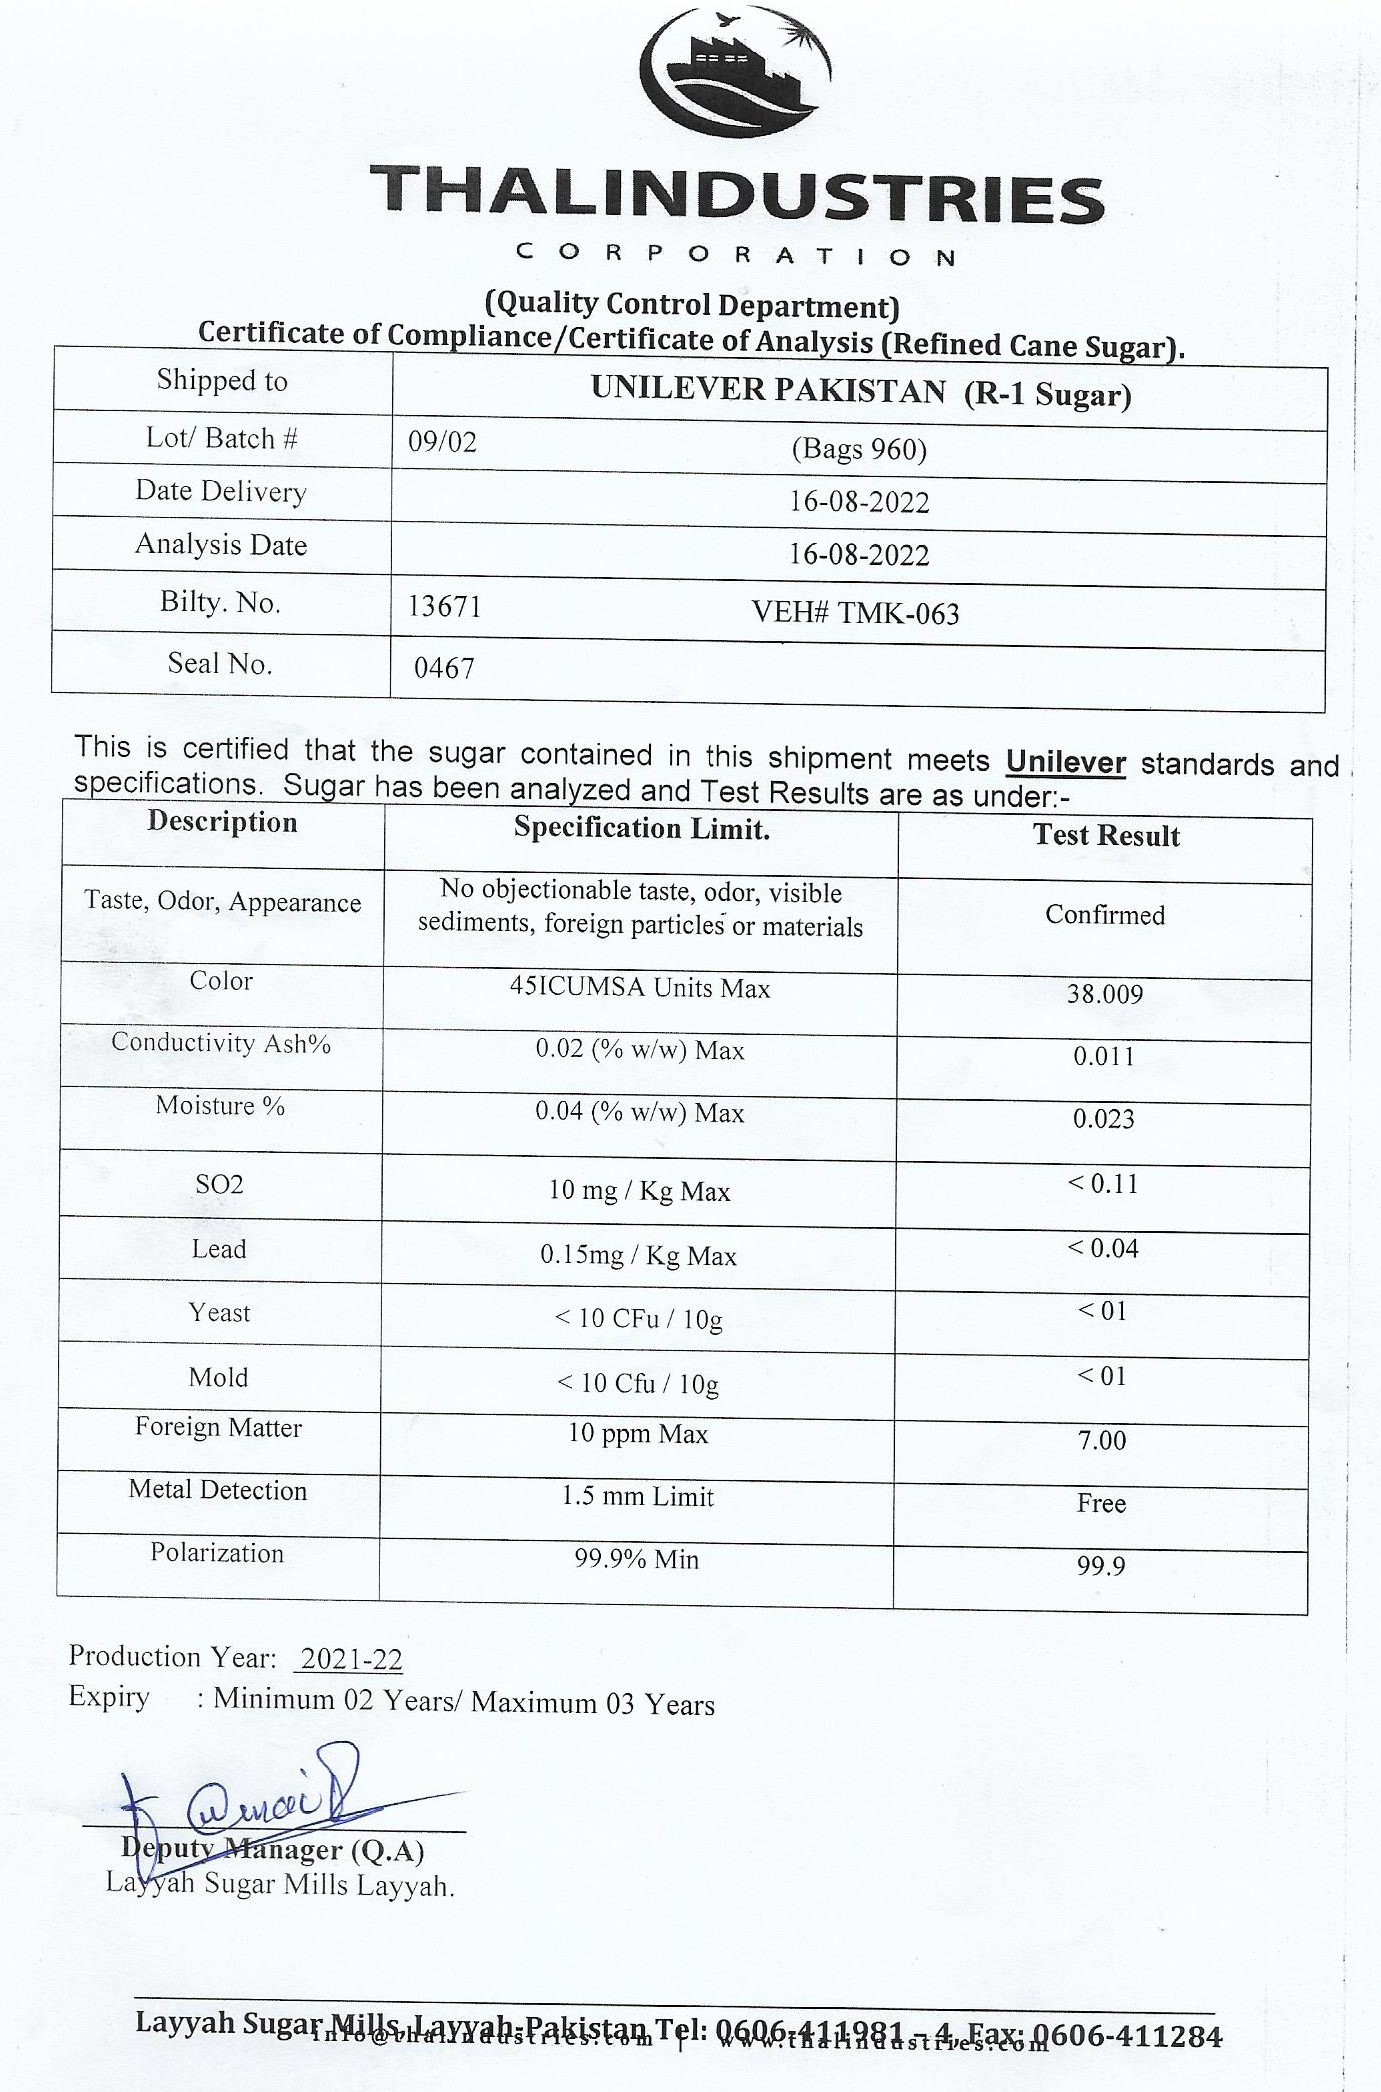 THALINDUSTRIES
CORPORATION
(Quality Control Department)
Certificate of Compliance/Certificate of Analysis (Refined Cane Sugar).
Shipped to UNILEVER PAKISTAN (R-1 Sugar)
Lot/ Batch # 09/02 (Bags 960)
Date Delivery 16-08-2022
Analysis Date 16-08-2022
Bilty. No. 13671 VEH# TMK-063
Seal No. 0467
This is certified that the sugar contained in this shipment meets Unilever standards and
specifications. Sugar has been analyzed and Test Results are as under:-
Description Specification Limit. Test Result
Taste, Odor, Appearance No objectionable taste, odor, visible
sediments, foreign particles or materials Confirmed
Color 45ICUMSA Units Max 38.009
Conductivity Ash% 0.02 (% w/w) Max 0.011
Moisture % 0.04 (% w/w) Max 0.023
SO2 10 mg / Kg Max < 0.11
Lead 0.15mg / Kg Max < 0.04
Yeast < 10 CFu / 10g < 01
Mold < 10 Cfu / 10g < 01
Foreign Matter 10 ppm Max 7.00
Metal Detection 1.5 mm Limit Free
Polarization 99.9% Min 99.9
Production Year: 2021-22
Expiry : Minimum 02 Years/ Maximum 03 Years
Deputy Manager (Q.A)
Layyah Sugar Mills Layyah.
Layyah Sugar Mills, Layyah-Pakistan Tel: 0606-411981 – 4, Fax: 0606-411284
info@thalindustries.com | www.thalindustries.com